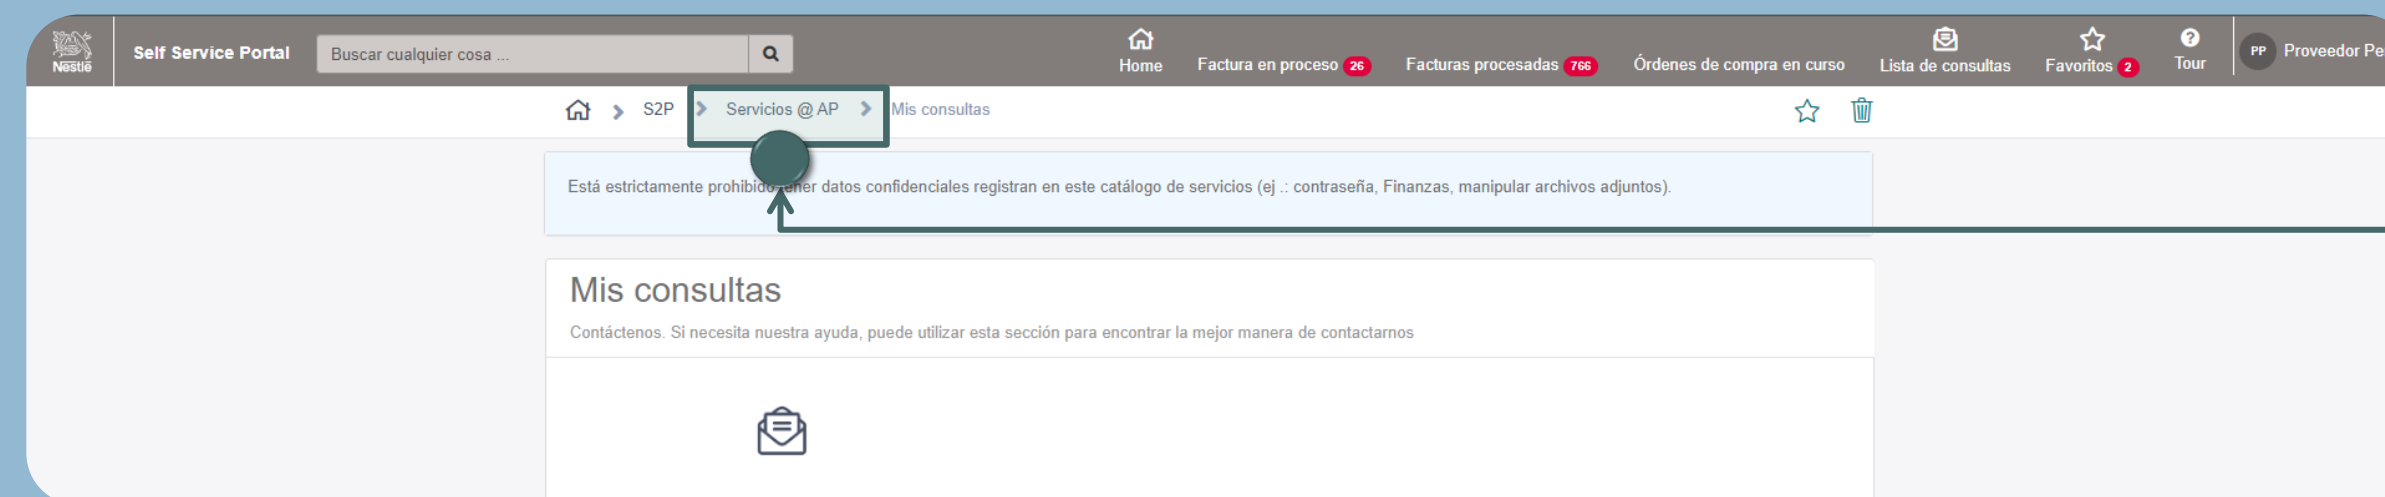 Nestlé
Self Service Portal
Buscar cualquier cosa ...
Home
Factura en proceso 26
Facturas procesadas 766
Órdenes de compra en curso
Lista de consultas
Favoritos 2
Tour
PP Proveedor Pe
S2P > Servicios @ AP > Mis consultas
Está estrictamente prohibido tener datos confidenciales registran en este catálogo de servicios (ej .: contraseña, Finanzas, manipular archivos adjuntos).
Mis consultas
Contáctenos. Si necesita nuestra ayuda, puede utilizar esta sección para encontrar la mejor manera de contactarnos